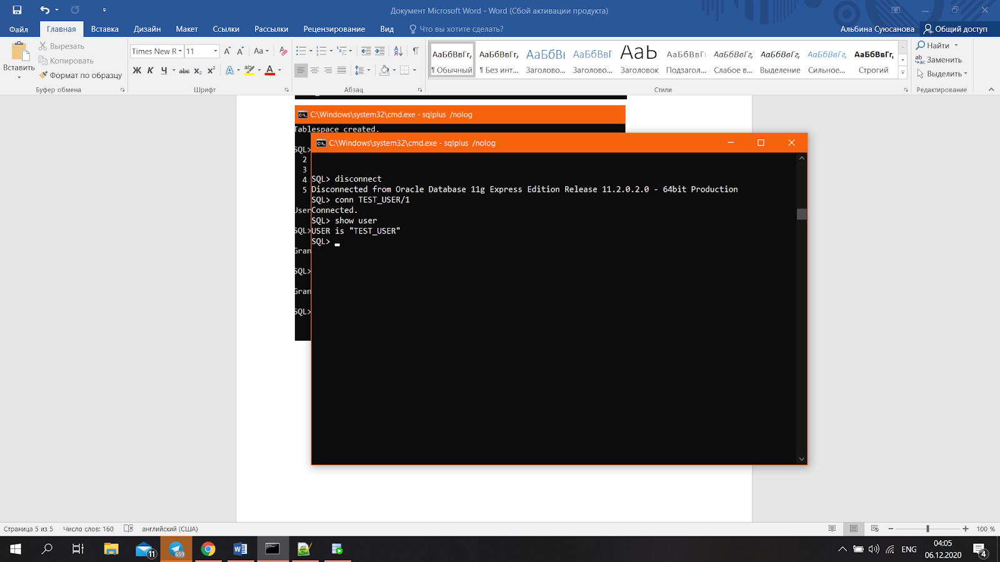 Документ Microsoft Word - Word (Сбой активации продукта)
Файл Главная Вставка Дизайн Макет Ссылки Рассылки Рецензирование Вид Что вы хотите сделать? Альбина Суюсанова Общий доступ
Вставить
Вырезать
Копировать
Формат по образцу
Буфер обмена
Times New R 11
Aa
Ж К Ч abc x₂ x²
A
Шрифт
Абзац
АаБбВвГг, АаБбВвГг, АаБбВı АаБбВвГ АаБ АаБбВвГı АаБбВвГг, АаБбВвГг, АаБбВвГг, АаБбВвГг,
¶ Обычный ¶ Без инт... Заголово... Заголово... Заголовок Подзагол... Слабое в... Выделение Сильное... Строгий
Стили
Найти
Заменить
Выделить
Редактирование
C:\Windows\system32\cmd.exe - sqlplus /nolog
Tablespace created.
SQL>
2
3
4
5
User
SQL>
Gran
SQL>
Gran
SQL>
C:\Windows\system32\cmd.exe - sqlplus /nolog
SQL> disconnect
Disconnected from Oracle Database 11g Express Edition Release 11.2.0.2.0 - 64bit Production
SQL> conn TEST_USER/1
Connected.
SQL> show user
USER is "TEST_USER"
SQL>
Страница 5 из 5 Число слов: 160 английский (США) 100 %
11
659
ENG
04:05
06.12.2020
4